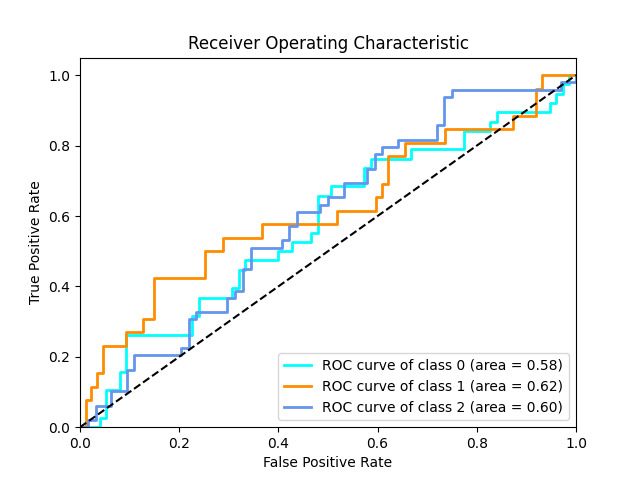 Receiver Operating Characteristic
True Positive Rate
1.0
0.8
0.6
0.4
0.2
0.0
ROC curve of class 0 (area = 0.58)
ROC curve of class 1 (area = 0.62)
ROC curve of class 2 (area = 0.60)
0.0 0.2 0.4 0.6 0.8 1.0
False Positive Rate